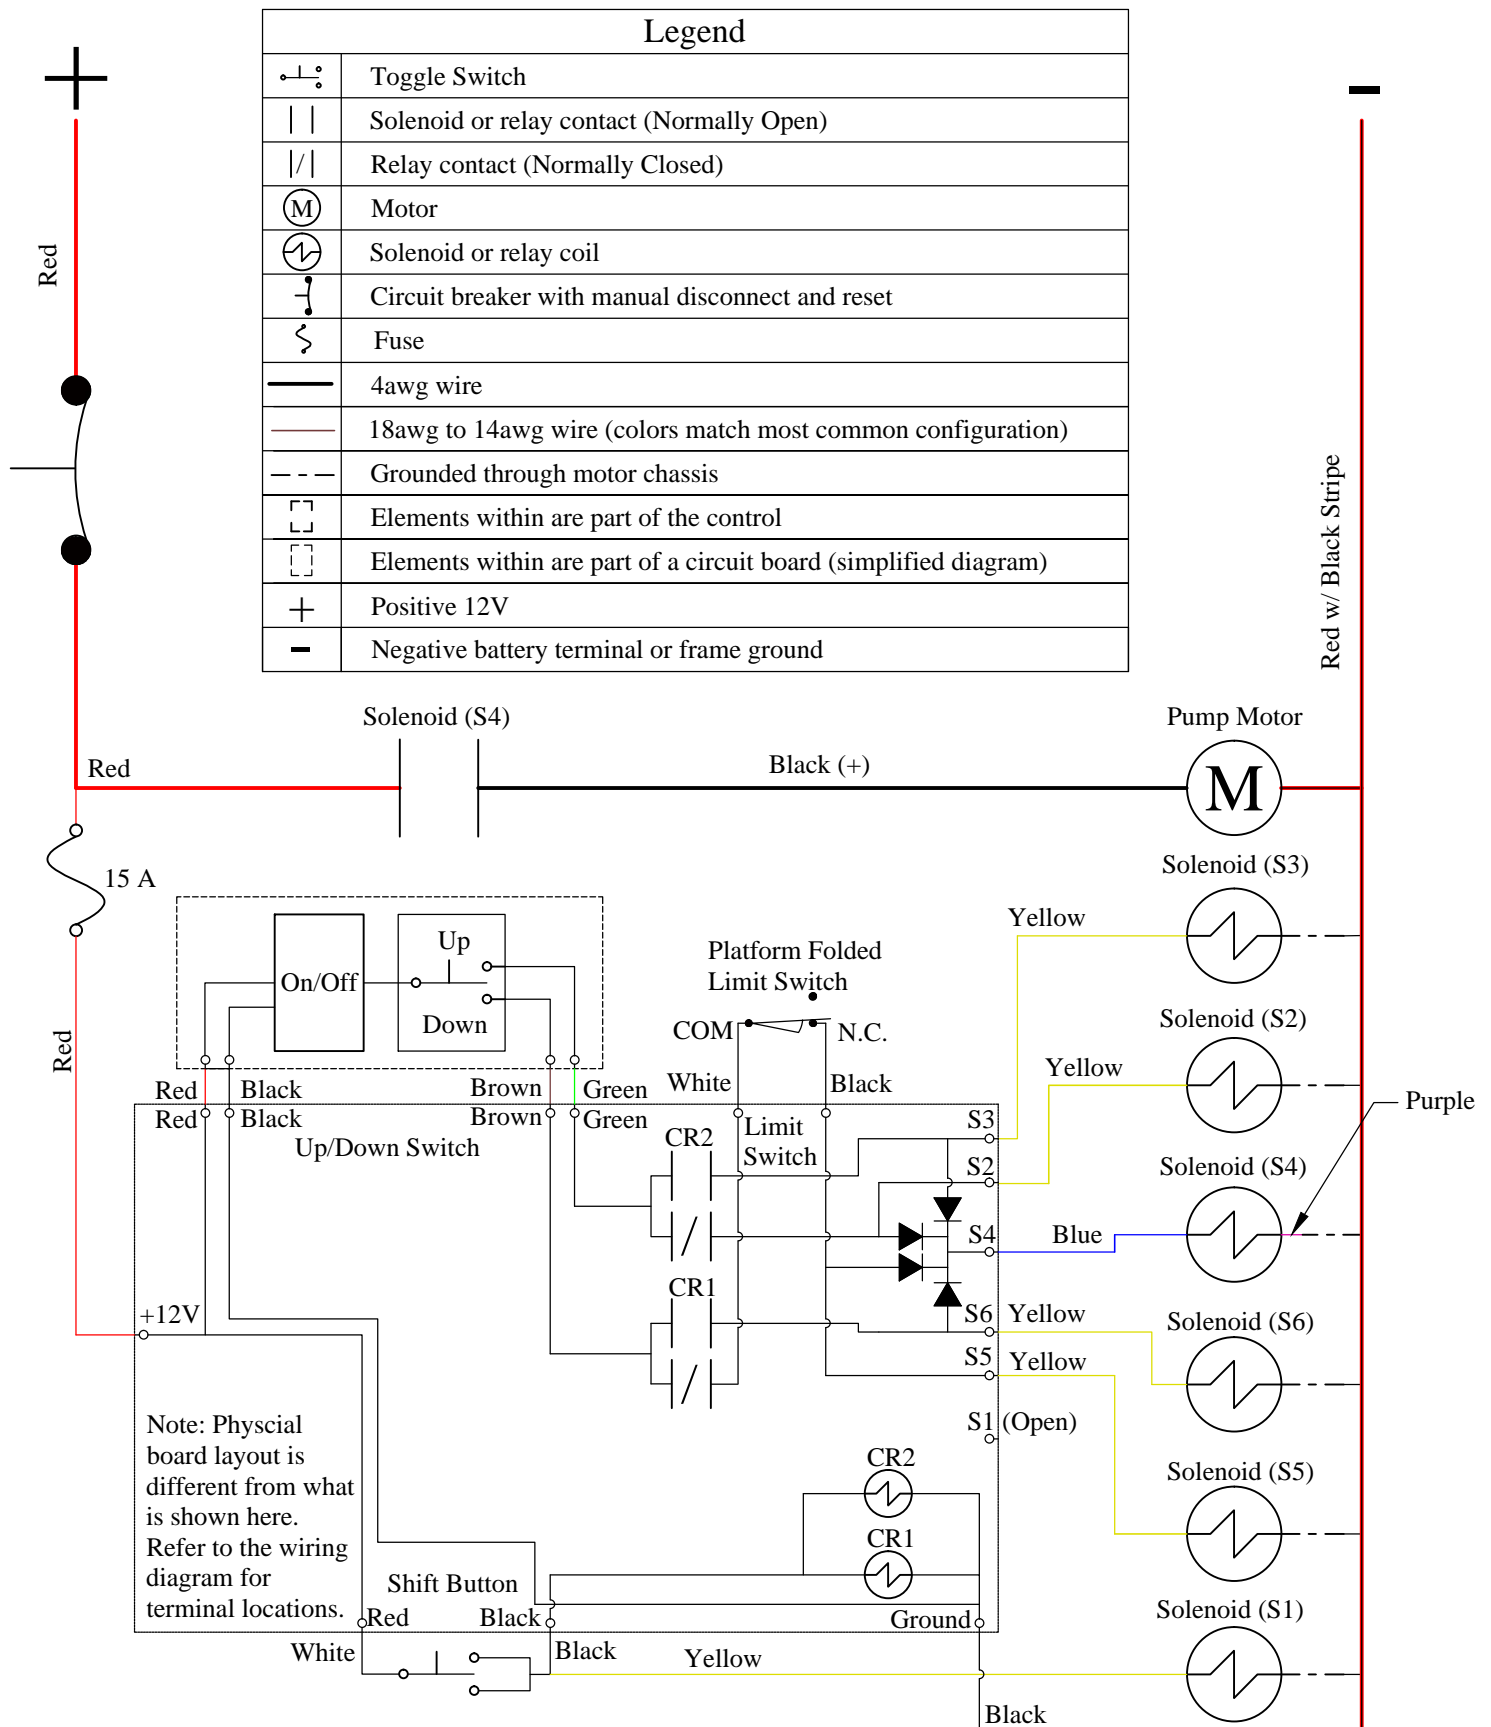 Legend
Toggle Switch
Solenoid or relay contact (Normally Open)
Relay contact (Normally Closed)
M
Motor
Solenoid or relay coil
Circuit breaker with manual disconnect and reset
Fuse
4awg wire
18awg to 14awg wire (colors match most common configuration)
Grounded through motor chassis
Elements within are part of the control
Elements within are part of a circuit board (simplified diagram)
+
Positive 12V
-
Negative battery terminal or frame ground
+
-
Red
Red w/ Black Stripe
Solenoid (S4)
Pump Motor
Red
Black (+)
M
15 A
Solenoid (S3)
Yellow
Up
On/Off
Down
Platform Folded
Limit Switch
COM
N.C.
Solenoid (S2)
Yellow
Red
Red
Black
Brown
Green
White
Black
Purple
Red
Black
Brown
Green
Up/Down Switch
CR2
Limit
Switch
S3
S2
Solenoid (S4)
S4
Blue
CR1
+12V
S6
Yellow
Solenoid (S6)
S5
Yellow
S1 (Open)
Note: Physcial
board layout is
different from what
is shown here.
Refer to the wiring
diagram for
terminal locations.
CR2
Solenoid (S5)
CR1
Shift Button
Red
Black
Ground
Solenoid (S1)
White
Black
Yellow
Black